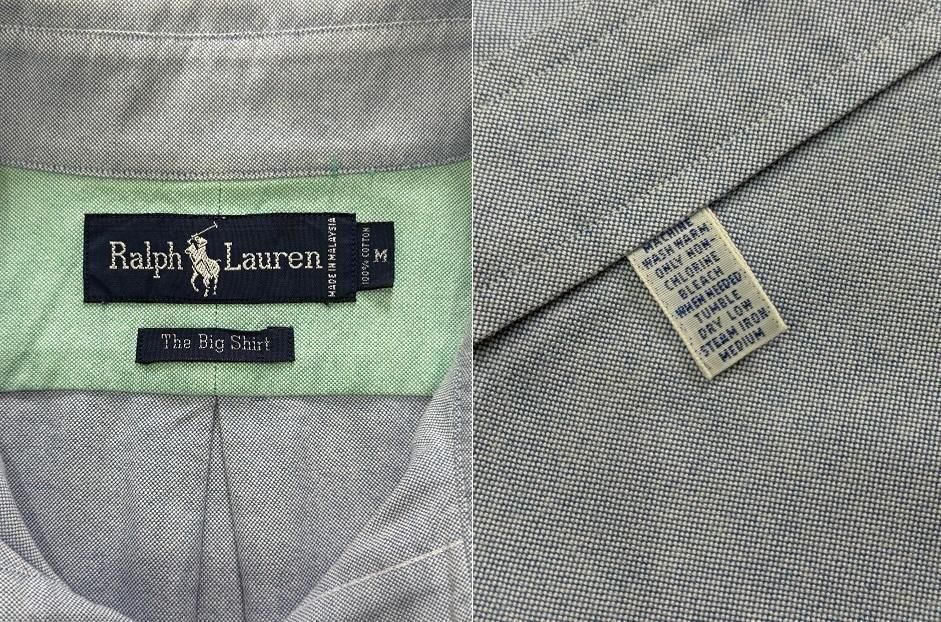 Ralph Lauren
MADE IN MALAYSIA
100% COTTON
M
The Big Shirt
MACHINE
WASH WARM
ONLY NON-
CHLORINE
BLEACH
WHEN NEEDED
TUMBLE
DRY LOW
STEAM IRON-
MEDIUM